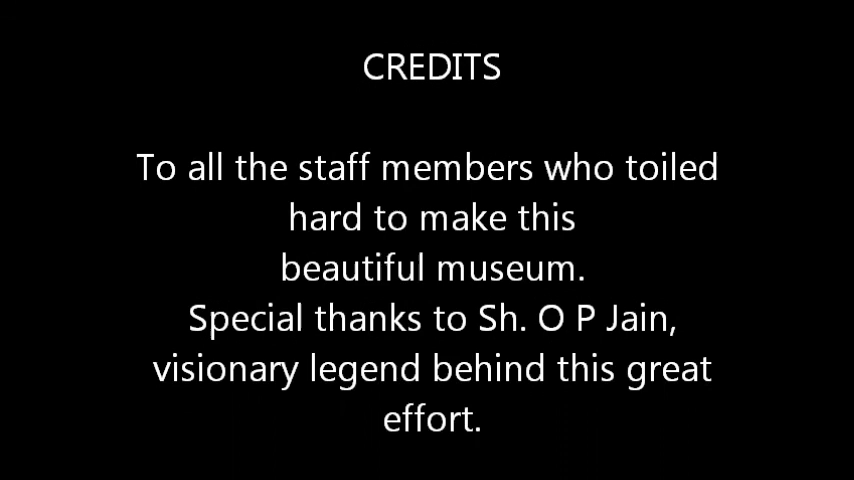 CREDITS
To all the staff members who toiled
hard to make this
beautiful museum.
Special thanks to Sh. O P Jain,
visionary legend behind this great
effort.